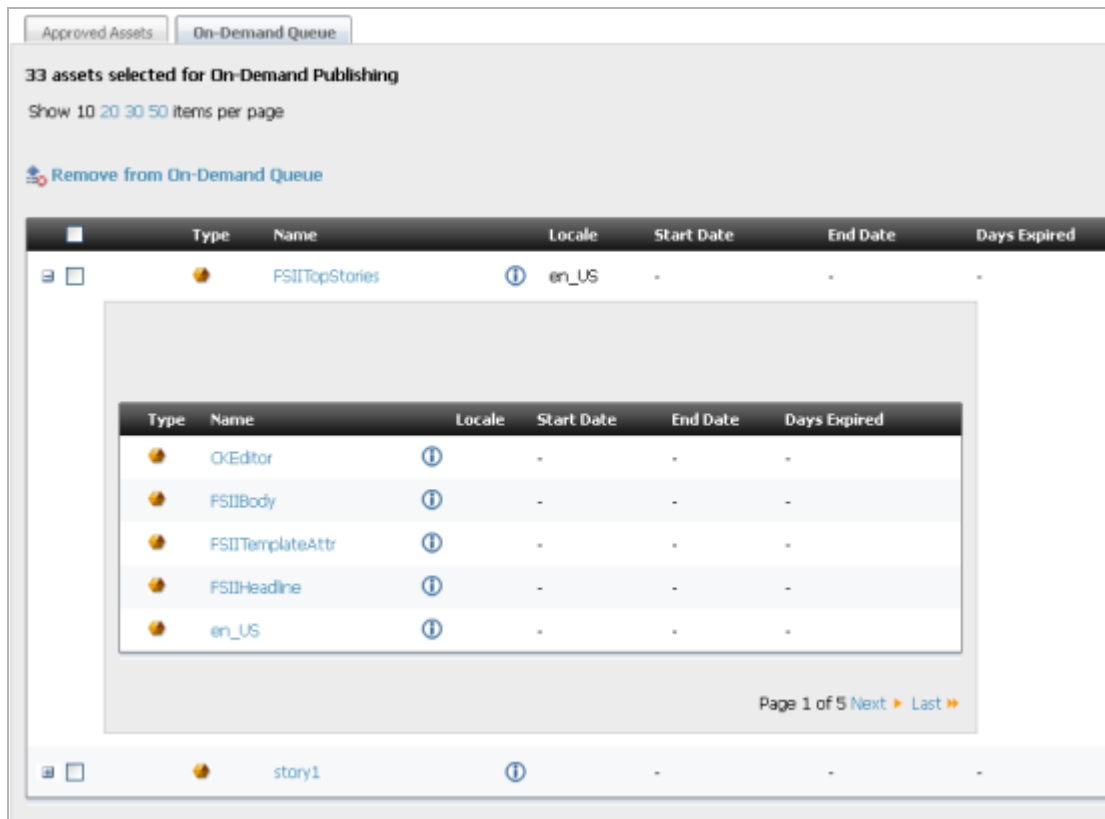 Approved Assets On-Demand Queue
33 assets selected for On-Demand Publishing
Show 10 20 30 50 items per page
Remove from On-Demand Queue
Type Name Locale Start Date End Date Days Expired
FSIITopStories en_US - - -
Type Name Locale Start Date End Date Days Expired
CKEditor - - -
FSIIBody - - -
FSIITemplateAttr - - -
FSIIHeadline - - -
en_US - - -
Page 1 of 5 Next Last
story1 - - -